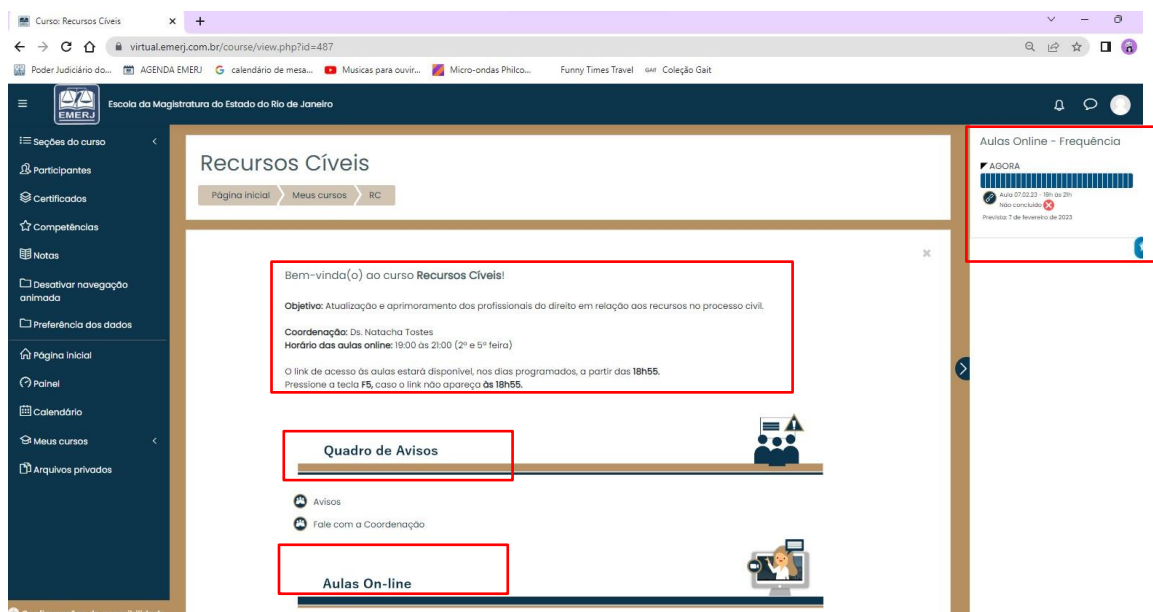 Curso: Recursos Cíveis
virtual.emerj.com.br/course/view.php?id=487
Poder Judiciário do... AGENDA EMERJ calendário de mesa... Musicas para ouvir... Micro-ondas Philco... Funny Times Travel GAIT Coleção Gait
EMERJ
Escola da Magistratura do Estado do Rio de Janeiro
Seções do curso
Participantes
Certificados
Competências
Notas
Desativar navegação
animada
Preferência dos dados
Página inicial
Painel
Calendário
Meus cursos
Arquivos privados
Recursos Cíveis
Página inicial Meus cursos RC
Bem-vinda(o) ao curso Recursos Cíveis!
Objetivo: Atualização e aprimoramento dos profissionais do direito em relação aos recursos no processo civil.
Coordenação: Ds. Natacha Tostes
Horário das aulas online: 19:00 às 21:00 (2ª e 5ª feira)
O link de acesso às aulas estará disponível, nos dias programados, a partir das 18h55.
Pressione a tecla F5, caso o link não apareça às 18h55.
Quadro de Avisos
Avisos
Fale com a Coordenação
Aulas On-line
Aulas Online - Frequência
AGORA
Aula 07.02.23 - 19h às 21h
Não concluído
Prevista: 7 de fevereiro de 2023